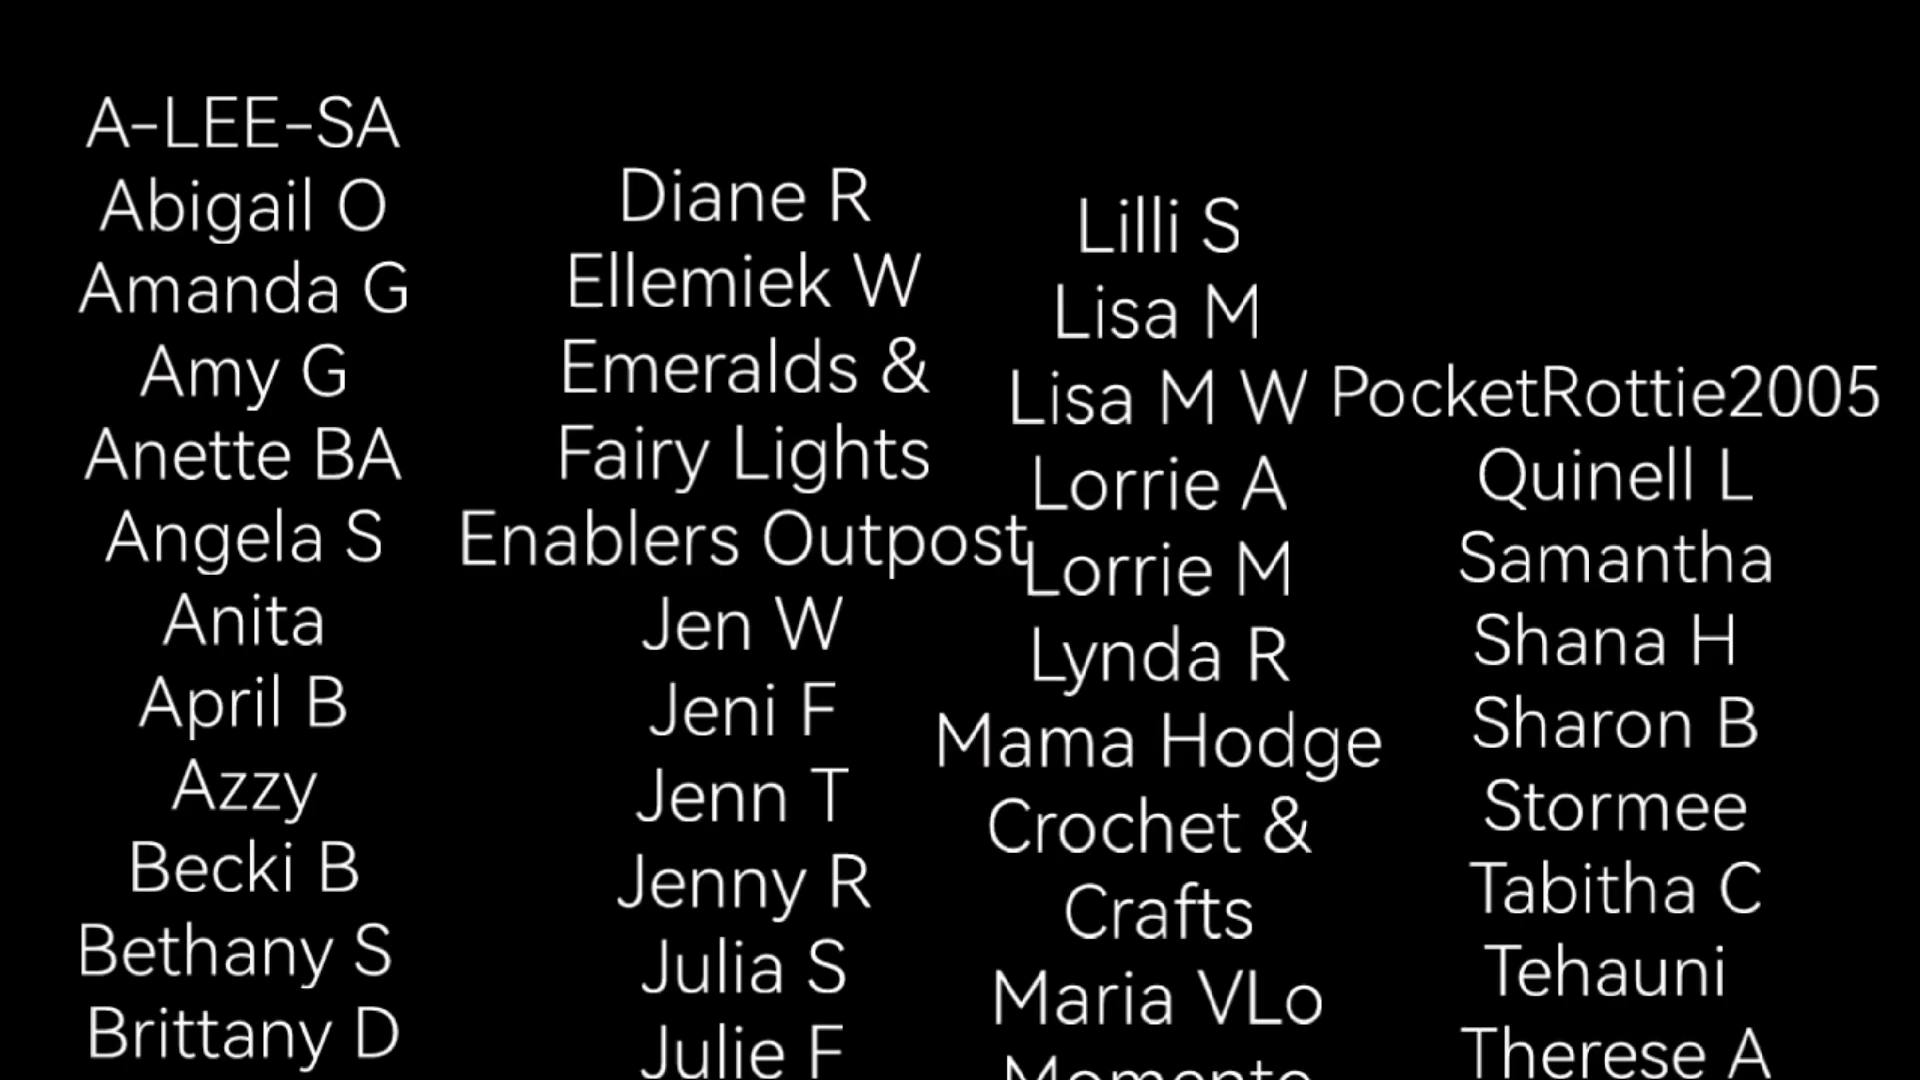 A-LEE-SA
Abigail O
Amanda G
Amy G
Anette BA
Angela S
Anita
April B
Azzy
Becki B
Bethany S
Brittany D
Diane R
Ellemiek W
Emeralds &
Fairy Lights
Enablers Outpost
Jen W
Jeni F
Jenn T
Jenny R
Julia S
Julie F
Lilli S
Lisa M
Lisa M W
Lorrie A
Lorrie M
Lynda R
Mama Hodge
Crochet &
Crafts
Maria VLo
PocketRottie2005
Quinell L
Samantha
Shana H
Sharon B
Stormee
Tabitha C
Tehauni
Therese A